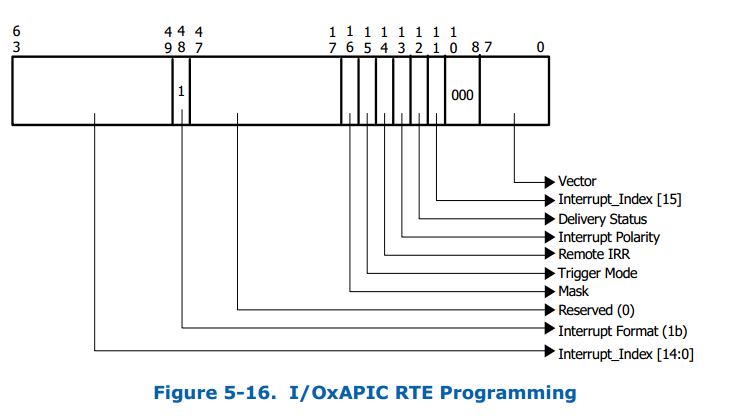 6 4 4 4 1 1 1 1 1 1 1 1
3 9 8 7 7 6 5 4 3 2 1 0 8 7 0
1
000
Vector
Interrupt_Index [15]
Delivery Status
Interrupt Polarity
Remote IRR
Trigger Mode
Mask
Reserved (0)
Interrupt Format (1b)
Interrupt_Index [14:0]
Figure 5-16. I/OxAPIC RTE Programming